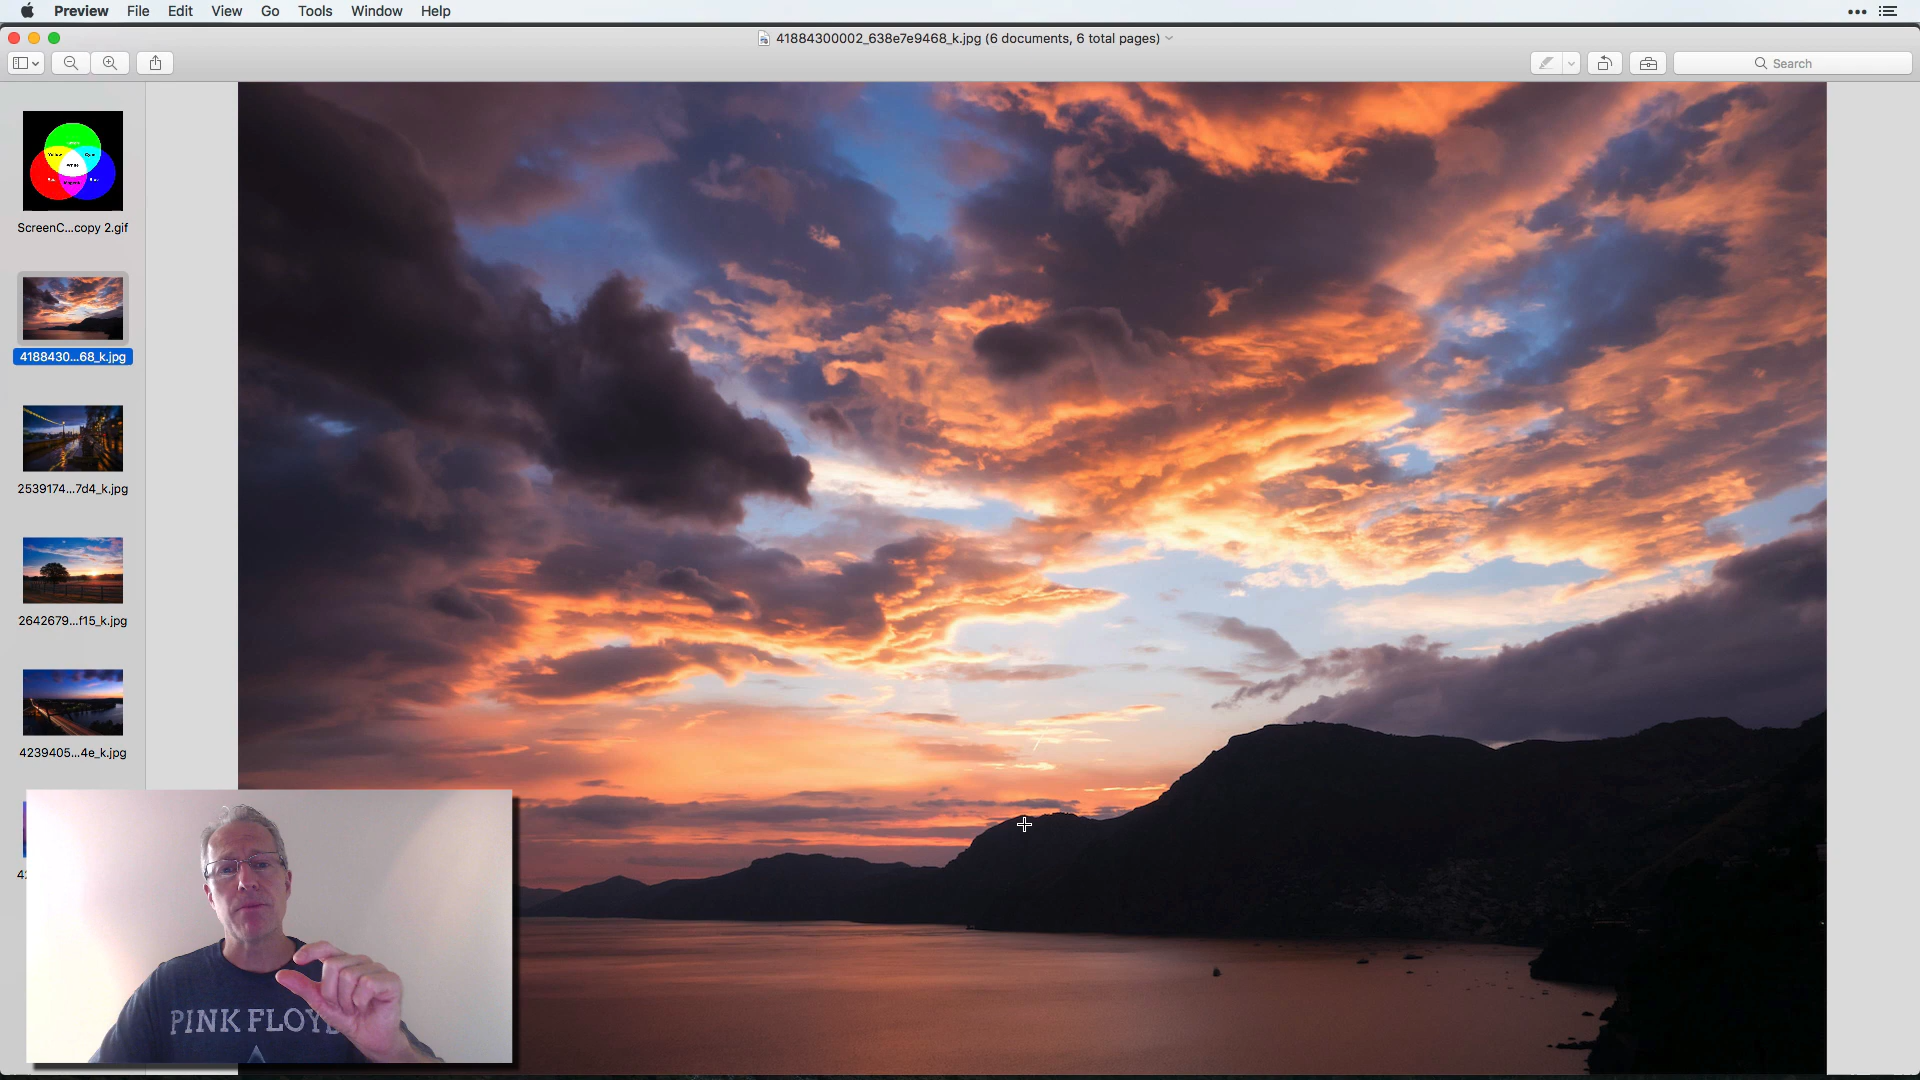 Preview File Edit View Go Tools Window Help
41884300002_638e7e9468_k.jpg (6 documents, 6 total pages)
Search
ScreenC...copy 2.gif
4188430...68_k.jpg
2539174...7d4_k.jpg
2642679...f15_k.jpg
4239405...4e_k.jpg
PINK FLOY